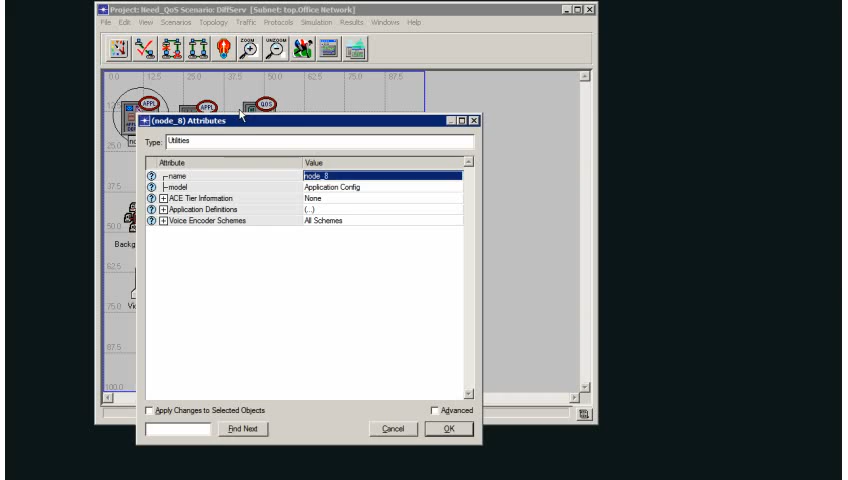 Project: Need_QoS Scenario: DiffServ [Subnet: top.Office Network]
File Edit View Scenarios Topology Traffic Protocols Simulation Results Windows Help
ZOOM UNZOOM
0.0 12.5 25.0 37.5 50.0 62.5 75.0 87.5
APPL APPL QOS
(node_8) Attributes
Type: Utilities
25.0
Attribute Value
name node_8
37.5
model Application Config
ACE Tier Information None
Application Definitions (...)
Voice Encoder Schemes All Schemes
50.0
Backg
62.5
75.0 Vic
87.5
100.0
Apply Changes to Selected Objects Advanced
Find Next Cancel OK